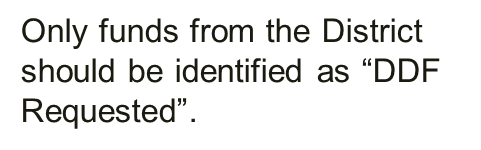 Only funds from the District
should be identified as “DDF
Requested”.